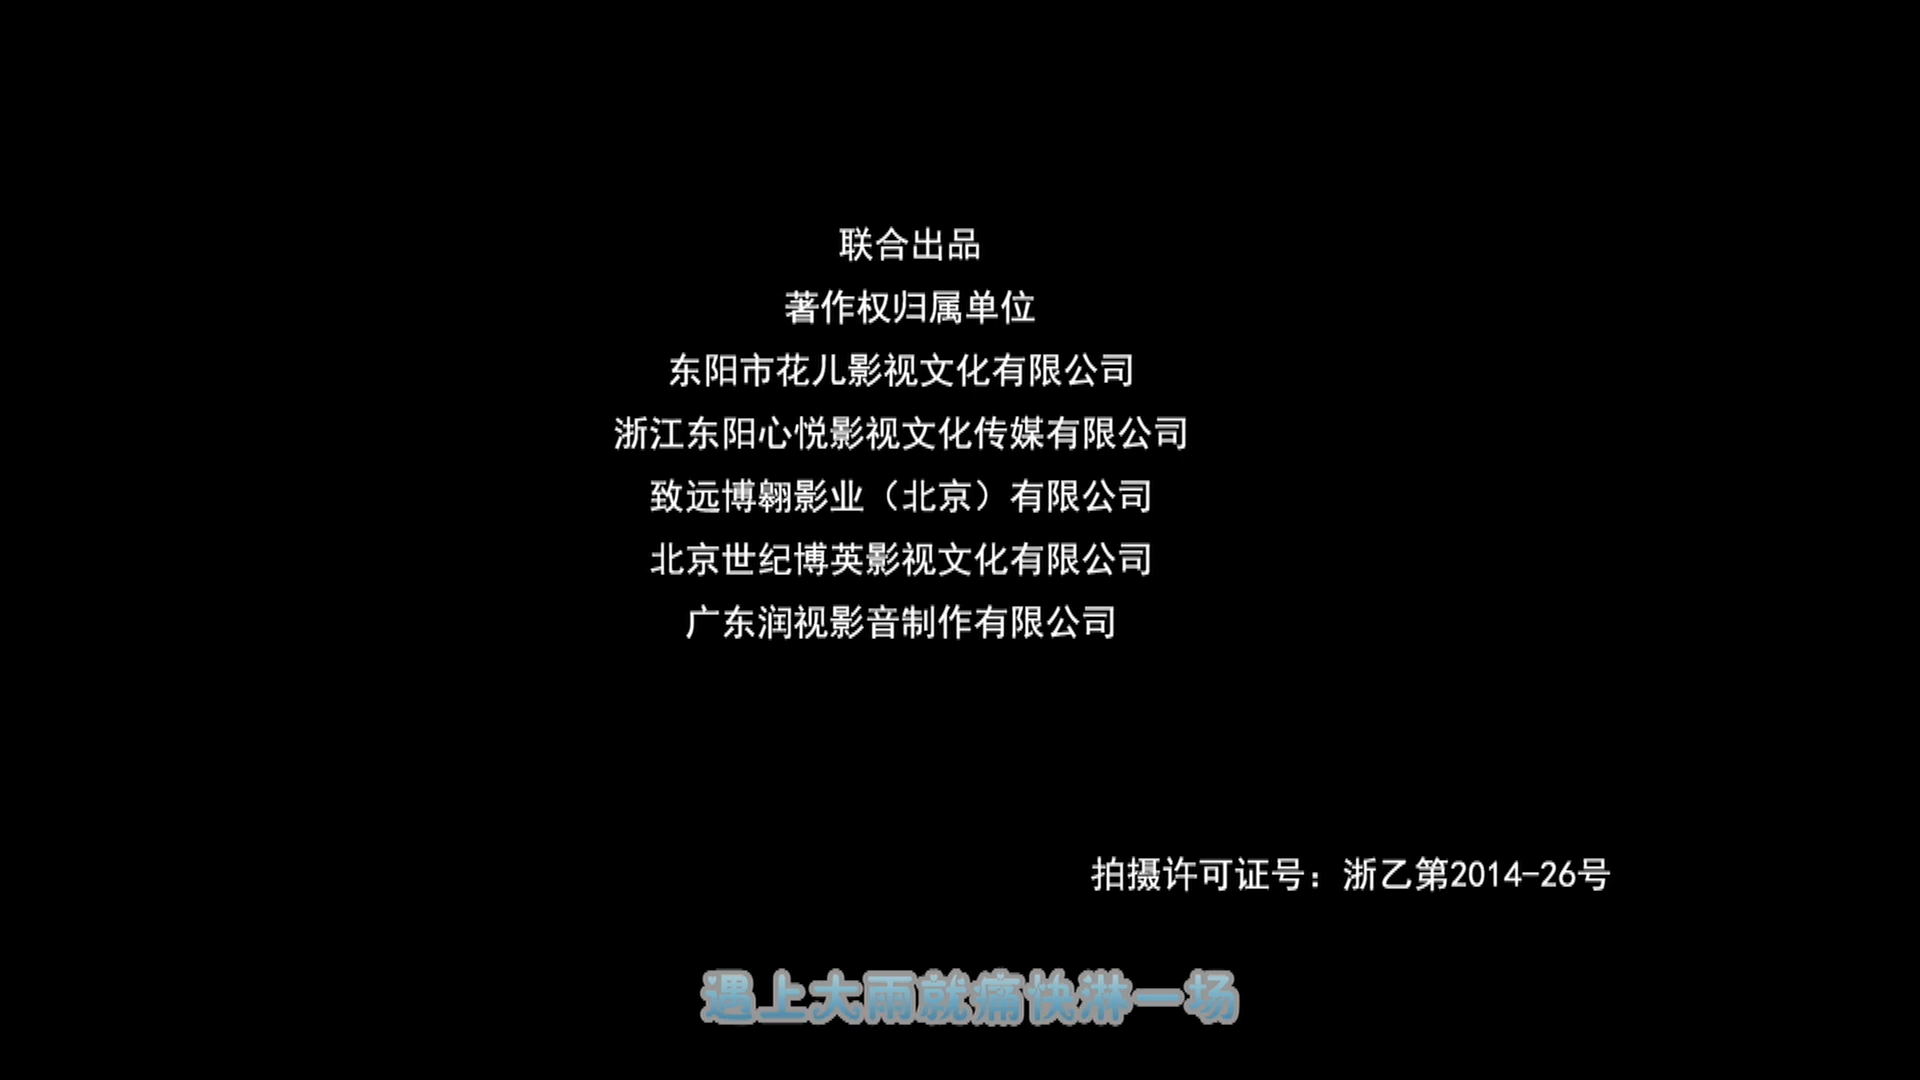 联合出品
著作权归属单位
东阳市花儿影视文化有限公司
浙江东阳心悦影视文化传媒有限公司
致远博翱影业（北京）有限公司
北京世纪博英影视文化有限公司
广东润视影音制作有限公司
拍摄许可证号：浙乙第2014-26号
遇上大雨就痛快淋一场